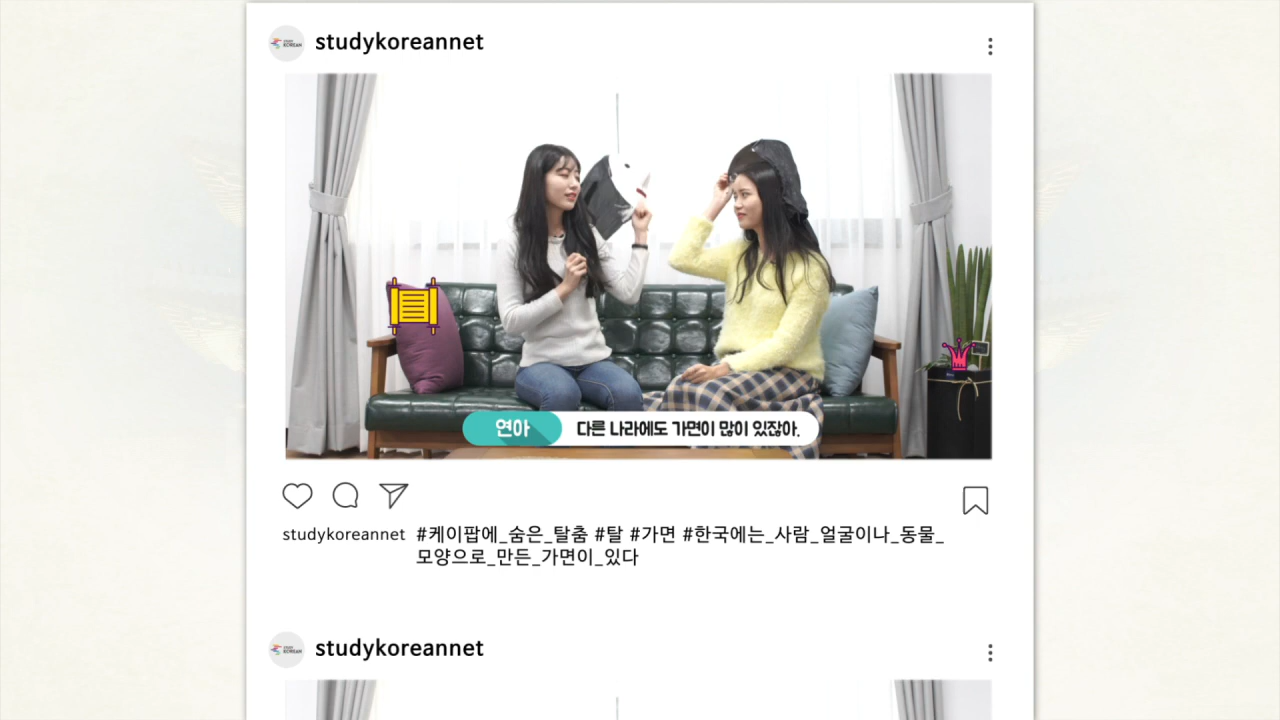 studykoreannet
연아 다른 나라에도 가면이 많이 있잖아.
studykoreannet #케이팝에_숨은_탈춤 #탈 #가면 #한국에는_사람_얼굴이나_동물_
모양으로_만든_가면이_있다
studykoreannet